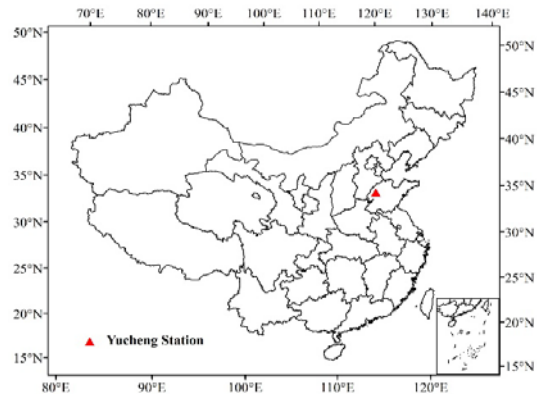 70°E 80°E 90°E 100°E 110°E 120°E 130°E 140°E
50°N 50°N
45°N 45°N
40°N 40°N
35°N 35°N
30°N 30°N
25°N 25°N
20°N 20°N
▲ Yucheng Station
15°N 15°N
80°E 90°E 100°E 110°E 120°E